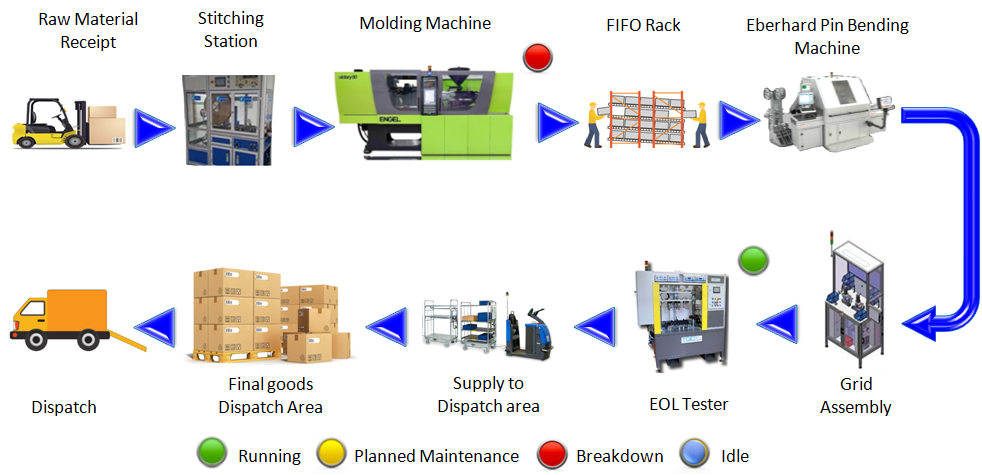 Raw Material
Receipt
Stitching
Station
Molding Machine
FIFO Rack
Eberhard Pin Bending
Machine
ENGEL
Dispatch
Final goods
Dispatch Area
Supply to
Dispatch area
EOL Tester
Grid
Assembly
Running
Planned Maintenance
Breakdown
Idle